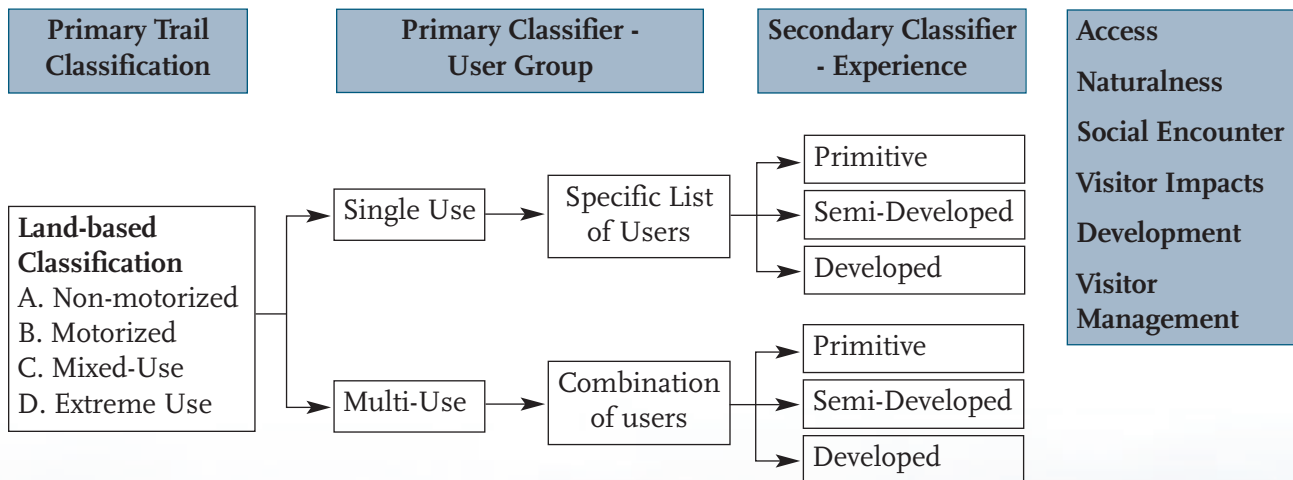 Primary Trail
Classification
Primary Classifier -
User Group
Secondary Classifier
- Experience
Access
Naturalness
Social Encounter
Visitor Impacts
Development
Visitor
Management
Land-based
Classification
A. Non-motorized
B. Motorized
C. Mixed-Use
D. Extreme Use
Single Use
Specific List
of Users
Primitive
Semi-Developed
Developed
Multi-Use
Combination
of users
Primitive
Semi-Developed
Developed